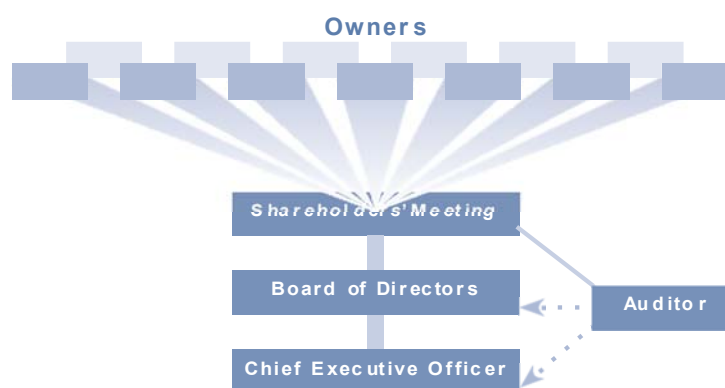 Owners
Shareholders' Meeting
Board of Directors
Auditor
Chief Executive Officer